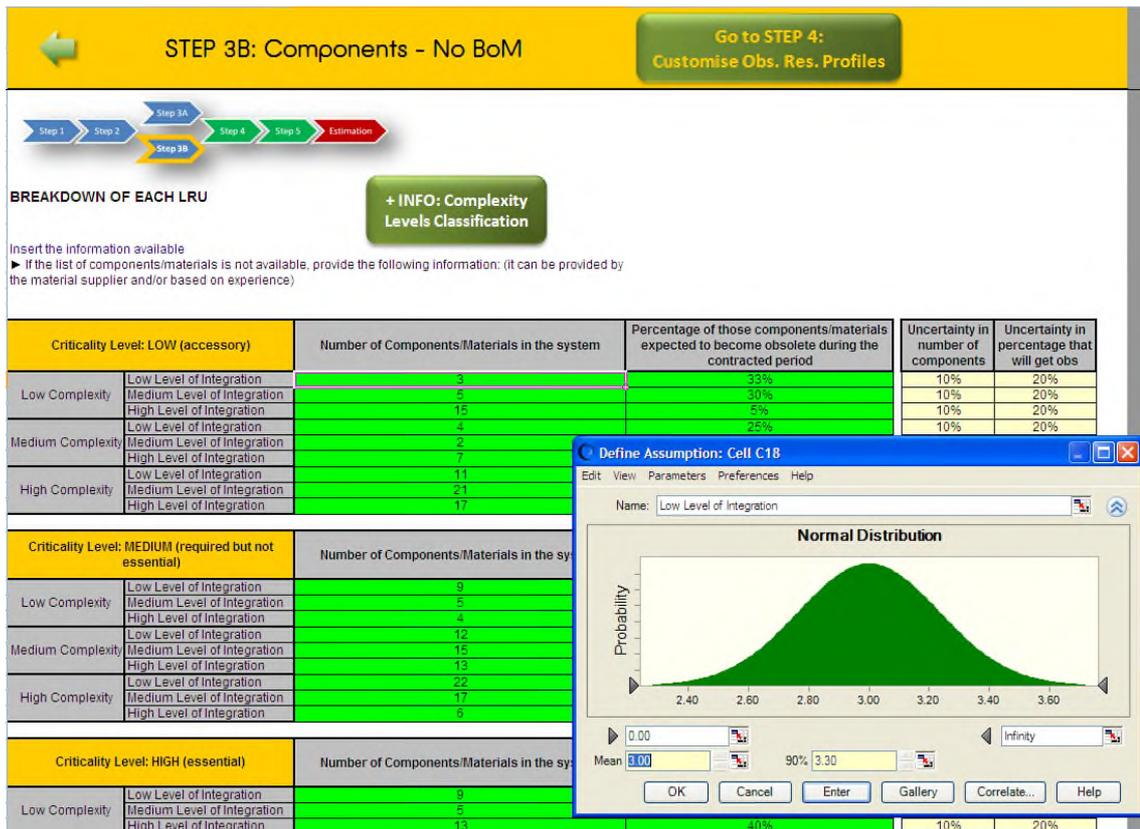 STEP 3B: Components - No BoM
Go to STEP 4:
Customise Obs. Res. Profiles
Step 1
Step 2
Step 3A
Step 3B
Step 4
Step 5
Estimation
BREAKDOWN OF EACH LRU
+ INFO: Complexity
Levels Classification
Insert the information available
► If the list of components/materials is not available, provide the following information: (it can be provided by
the material supplier and/or based on experience)
Criticality Level: LOW (accessory)
Number of Components/Materials in the system
Percentage of those components/materials
expected to become obsolete during the
contracted period
Uncertainty in
number of
components
Uncertainty in
percentage that
will get obs
Low Complexity
Low Level of Integration 3 33% 10% 20%
Medium Level of Integration 5 30% 10% 20%
High Level of Integration 15 5% 10% 20%
Medium Complexity
Low Level of Integration 4 25% 10% 20%
Medium Level of Integration 2
High Level of Integration 7
High Complexity
Low Level of Integration 11
Medium Level of Integration 21
High Level of Integration 17
Criticality Level: MEDIUM (required but not
essential)
Number of Components/Materials in the sys
Low Complexity
Low Level of Integration 9
Medium Level of Integration 5
High Level of Integration 4
Medium Complexity
Low Level of Integration 12
Medium Level of Integration 15
High Level of Integration 13
High Complexity
Low Level of Integration 22
Medium Level of Integration 17
High Level of Integration 6
Criticality Level: HIGH (essential)
Number of Components/Materials in the sys
Low Complexity
Low Level of Integration 9
Medium Level of Integration 5
High Level of Integration 13 40% 10% 20%
Define Assumption: Cell C18
Edit View Parameters Preferences Help
Name: Low Level of Integration
Normal Distribution
Probability
2.40 2.60 2.80 3.00 3.20 3.40 3.60
0.00 Infinity
Mean 3.00 90% 3.30
OK Cancel Enter Gallery Correlate... Help